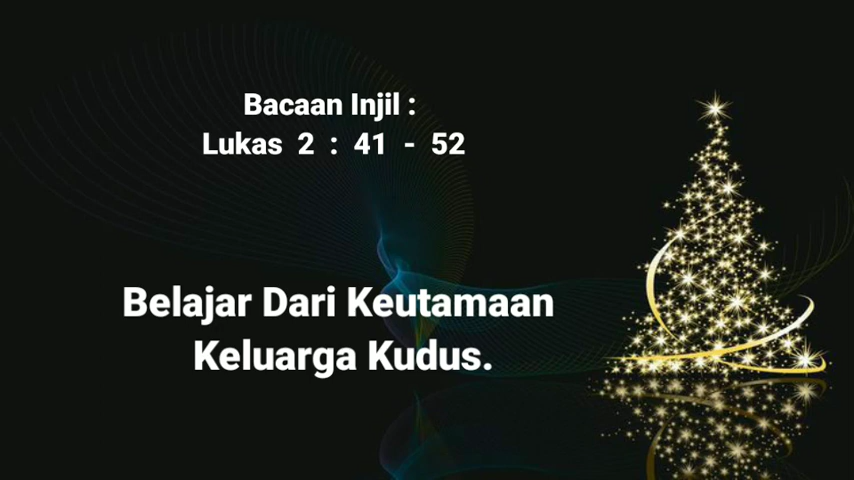 Bacaan Injil :
Lukas 2 : 41 - 52
Belajar Dari Keutamaan
Keluarga Kudus.